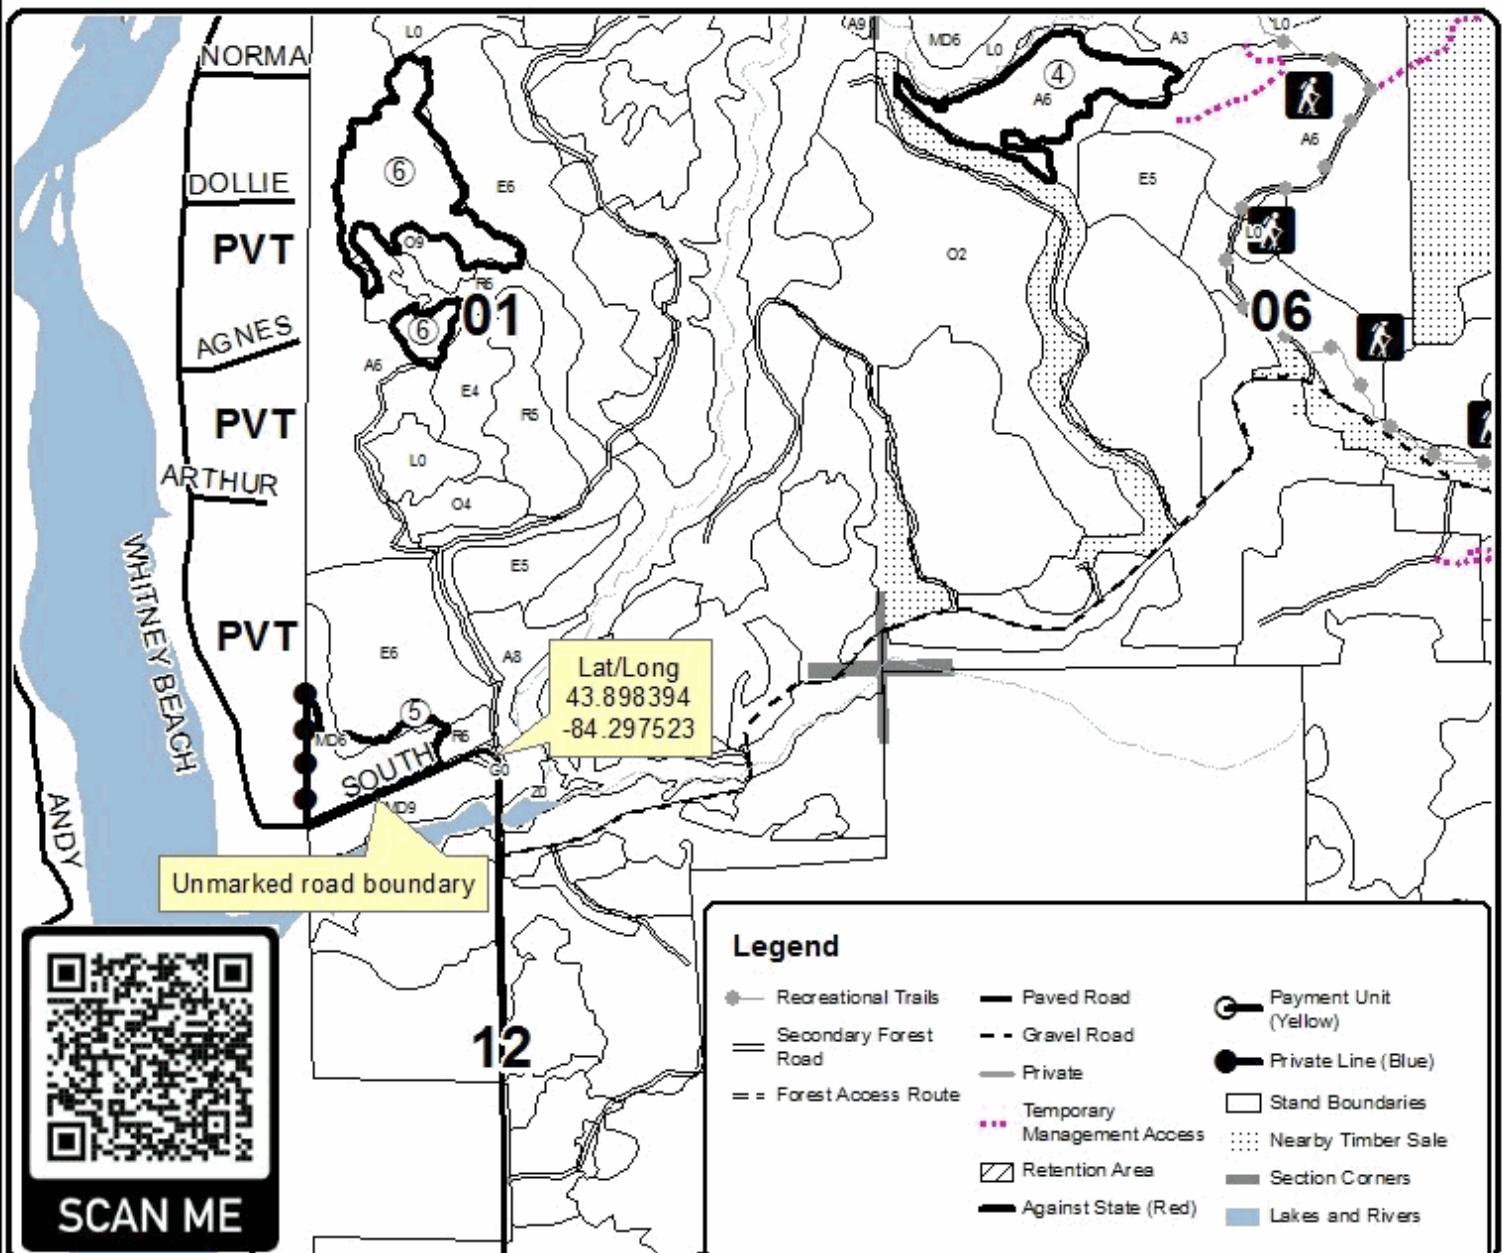 L0
A9
MD6
L0
A3
L0
NORMA
4
A6
A6
6
E6
DOLLIE
E5
PVT
O9
L0
O2
R6
01
06
6
AGNES
A6
E4
R5
PVT
L0
ARTHUR
O4
WHITNEY BEACH
E5
PVT
E6
A8
Lat/Long
43.898394
-84.297523
5
MD6
R6
SOUTH
G0
Z0
MD9
ANDY
Unmarked road boundary
12
SCAN ME
Legend
Recreational Trails
Secondary Forest
Road
Forest Access Route
Paved Road
Gravel Road
Private
Temporary
Management Access
Retention Area
Against State (Red)
Payment Unit
(Yellow)
Private Line (Blue)
Stand Boundaries
Nearby Timber Sale
Section Corners
Lakes and Rivers